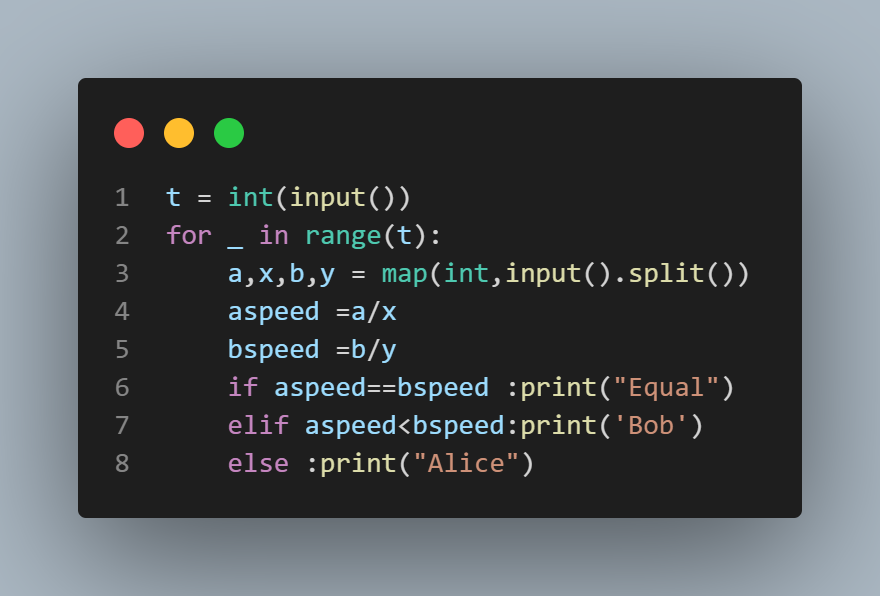 1 t = int(input())
2 for _ in range(t):
3     a,x,b,y = map(int,input().split())
4     aspeed =a/x
5     bspeed =b/y
6     if aspeed==bspeed :print("Equal")
7     elif aspeed<bspeed:print('Bob')
8     else :print("Alice")